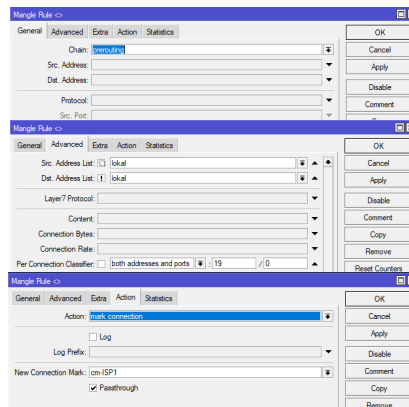 Mangle Rule <>
General Advanced Extra Action Statistics
Chain: prerouting
Src. Address:
Dst. Address:
Protocol:
Src. Port:
OK
Cancel
Apply
Disable
Comment
Mangle Rule <>
General Advanced Extra Action Statistics
Src. Address List: lokal
Dst. Address List: ! lokal
Layer7 Protocol:
Content:
Connection Bytes:
Connection Rate:
Per Connection Classifier: both addresses and ports : 19 / 0
OK
Cancel
Apply
Disable
Comment
Copy
Remove
Reset Counters
Mangle Rule <>
General Advanced Extra Action Statistics
Action: mark connection
Log
Log Prefix:
New Connection Mark: cm-ISP1
Passthrough
OK
Cancel
Apply
Disable
Comment
Copy
Remove